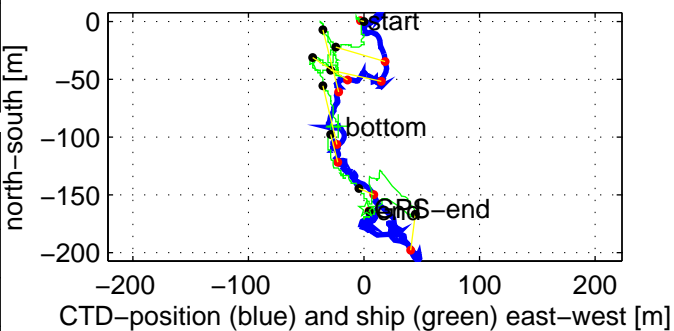 0
start
−50
bottom
−100
−150
GPS−end
end
−200
north−south [m]
−200 −100 0 100 200
CTD−position (blue) and ship (green) east−west [m]